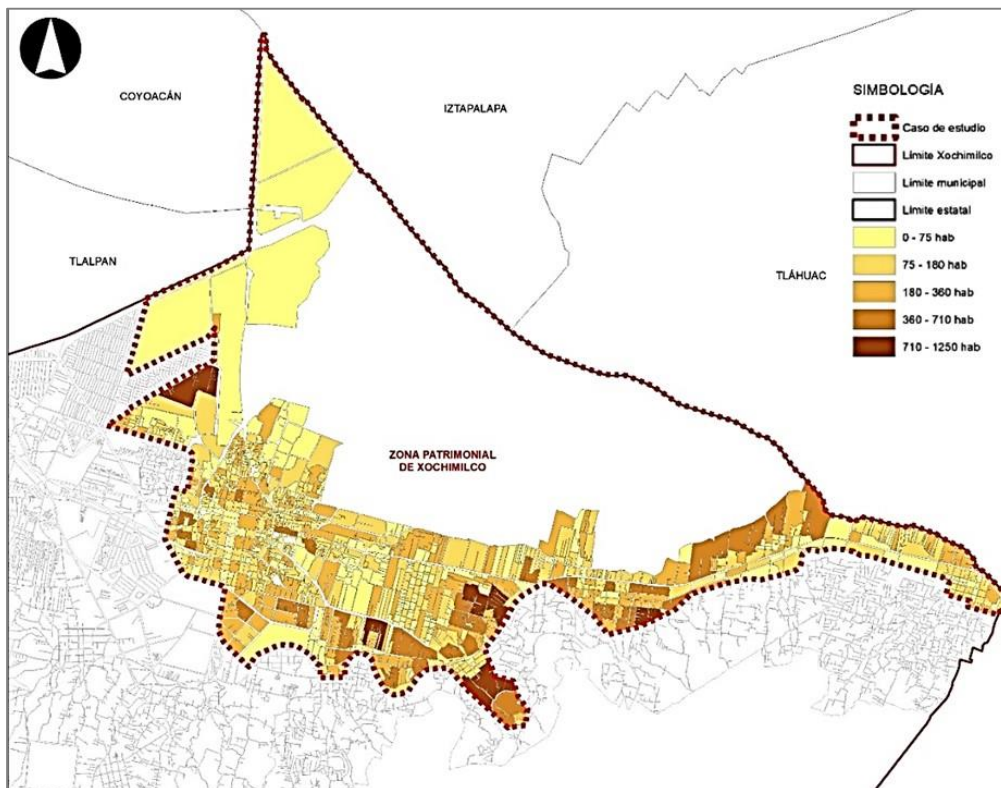 COYOACÁN
IZTAPALAPA
TLALPAN
TLÁHUAC
ZONA PATRIMONIAL
DE XOCHIMILCO
SIMBOLOGÍA
Caso de estudio
Límite Xochimilco
Límite municipal
Límite estatal
0 - 75 hab
75 - 180 hab
180 - 360 hab
360 - 710 hab
710 - 1250 hab